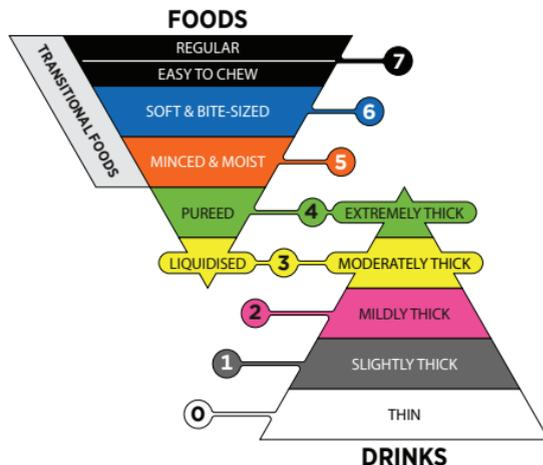 FOODS
REGULAR
7
EASY TO CHEW
TRANSITIONAL FOODS
SOFT & BITE-SIZED
6
MINCED & MOIST
5
PUREED
4
EXTREMELY THICK
LIQUIDISED
3
MODERATELY THICK
2
MILDLY THICK
1
SLIGHTLY THICK
0
THIN
DRINKS